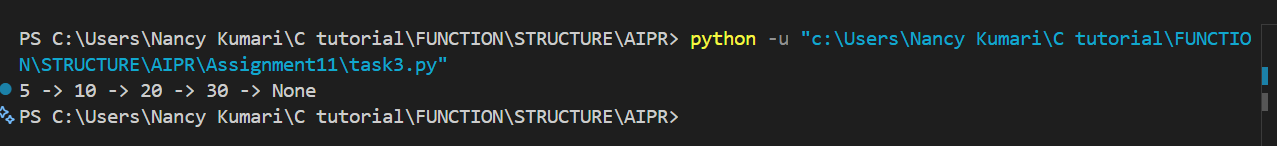 PS C:\Users\Nancy Kumari\C tutorial\FUNCTION\STRUCTURE\AIPR> python -u "c:\Users\Nancy Kumari\C tutorial\FUNCTIO
N\STRUCTURE\AIPR\Assignment11\task3.py"
5 -> 10 -> 20 -> 30 -> None
PS C:\Users\Nancy Kumari\C tutorial\FUNCTION\STRUCTURE\AIPR>